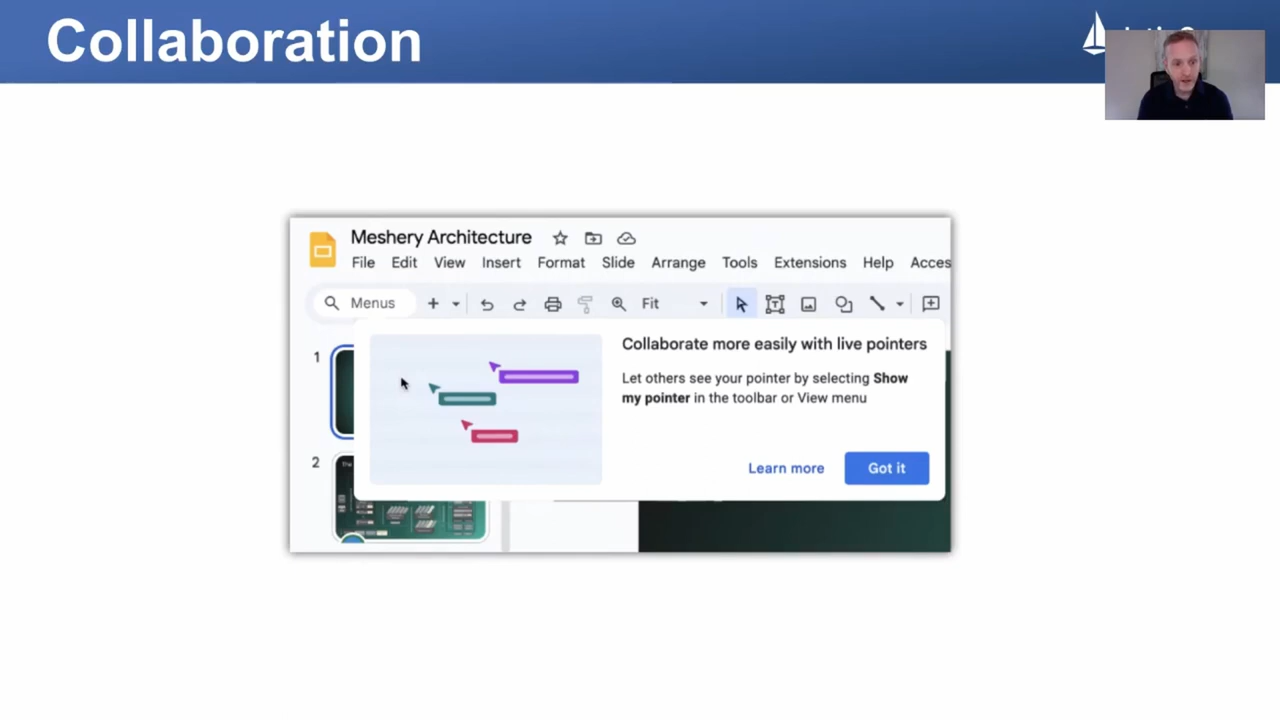 Collaboration
Meshery Architecture
File Edit View Insert Format Slide Arrange Tools Extensions Help Acces
Menus Fit
1
Collaborate more easily with live pointers
Let others see your pointer by selecting Show
my pointer in the toolbar or View menu
2
Learn more Got it